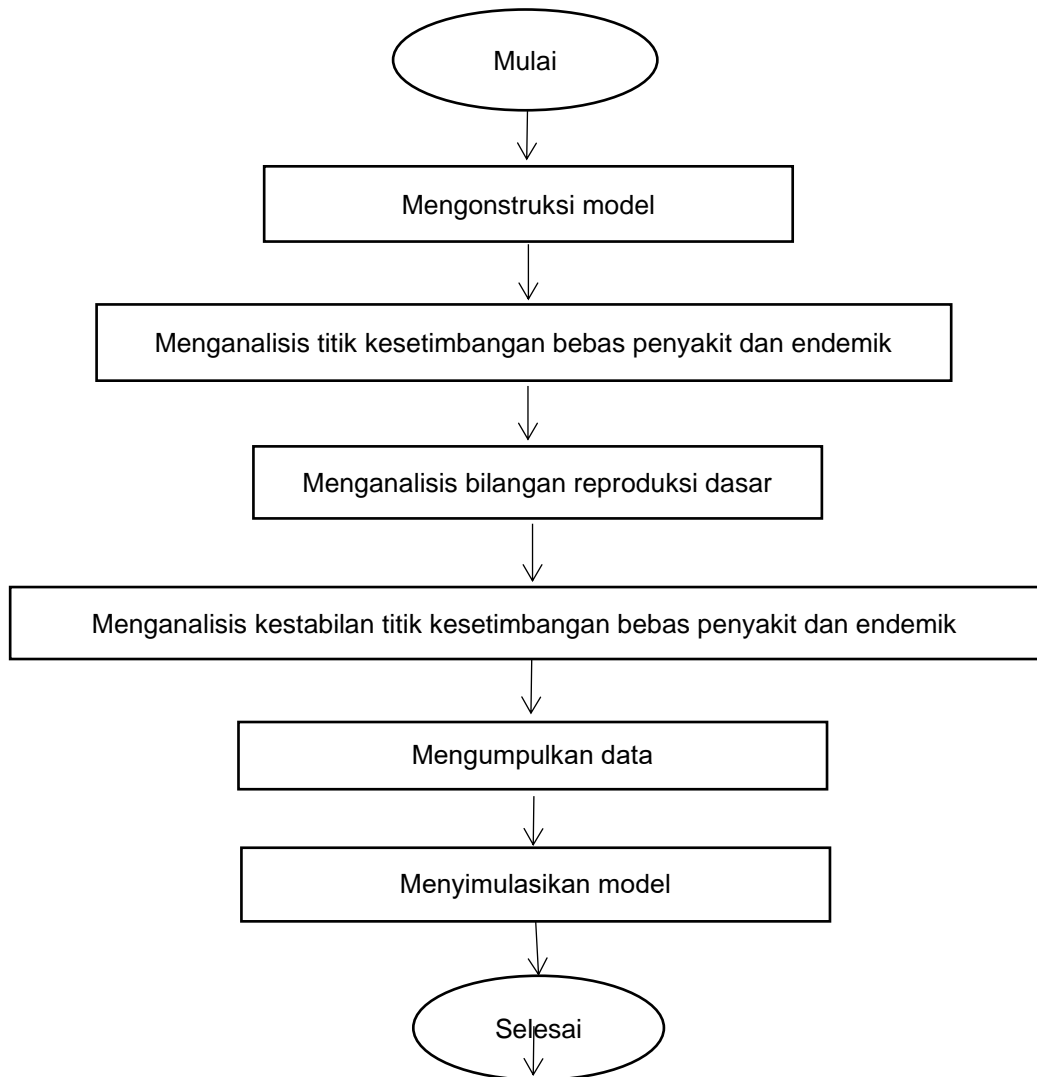 Mulai
Mengonstruksi model
Menganalisis titik kesetimbangan bebas penyakit dan endemik
Menganalisis bilangan reproduksi dasar
Menganalisis kestabilan titik kesetimbangan bebas penyakit dan endemik
Mengumpulkan data
Menyimulasikan model
Selesai